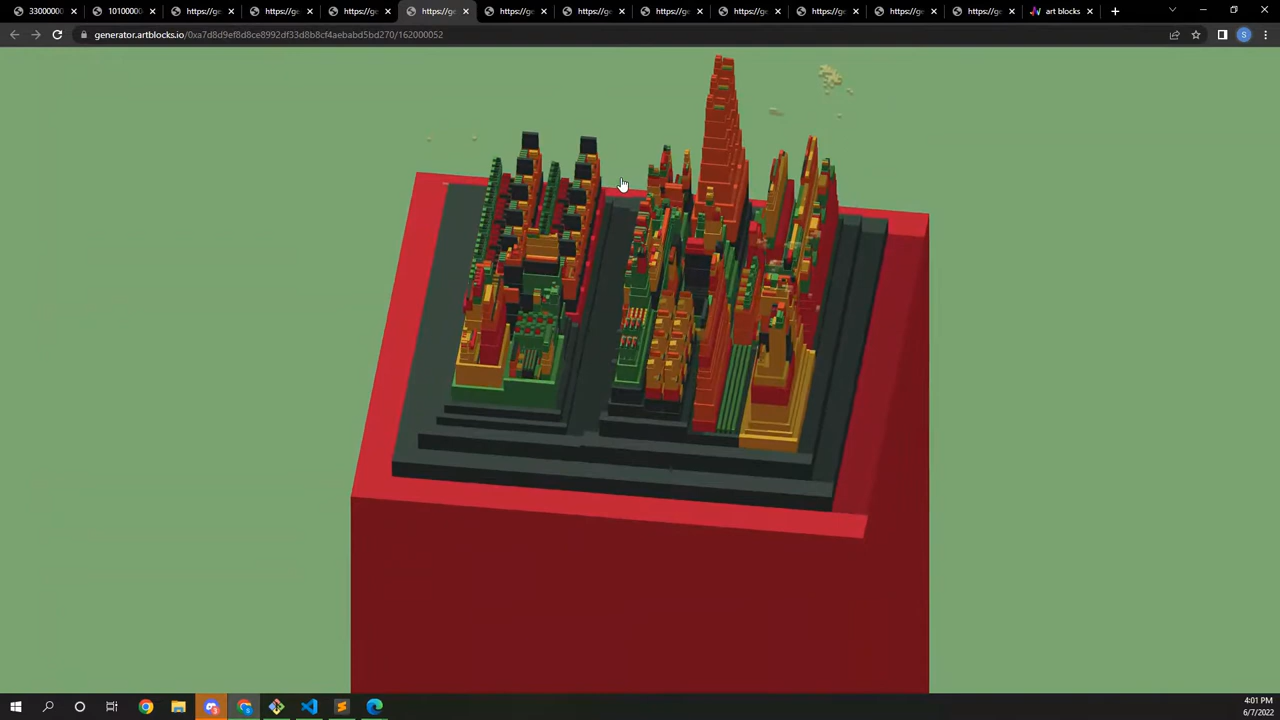 33000000
10100000
https://ge
https://ge
https://ge
https://ge
https://ge
https://ge
https://ge
https://ge
https://ge
https://ge
https://ge
art blocks
generator.artblocks.io/0xa7d8d9ef8d8ce8992df33d8b8cf4aebabd5bd270/162000052
S
4:01 PM
6/7/2022